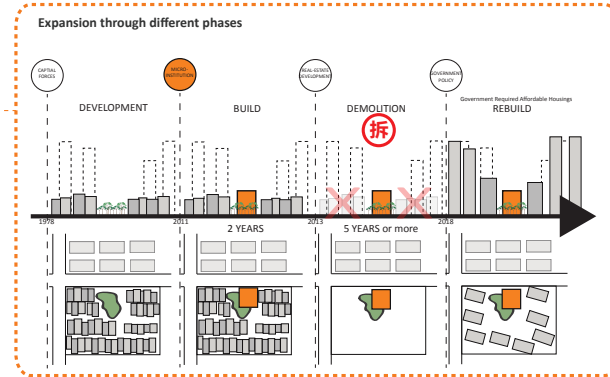 Expansion through different phases
CAPTIAL
FORCES
MICRO-
INSTITUTION
REAL-ESTATE
DEVELOPMENT
GOVERNMENT
POLICY
DEVELOPMENT
BUILD
DEMOLITION
Government Required Affordable Housings
REBUILD
拆
1978
2011
2013
2018
2 YEARS
5 YEARS or more